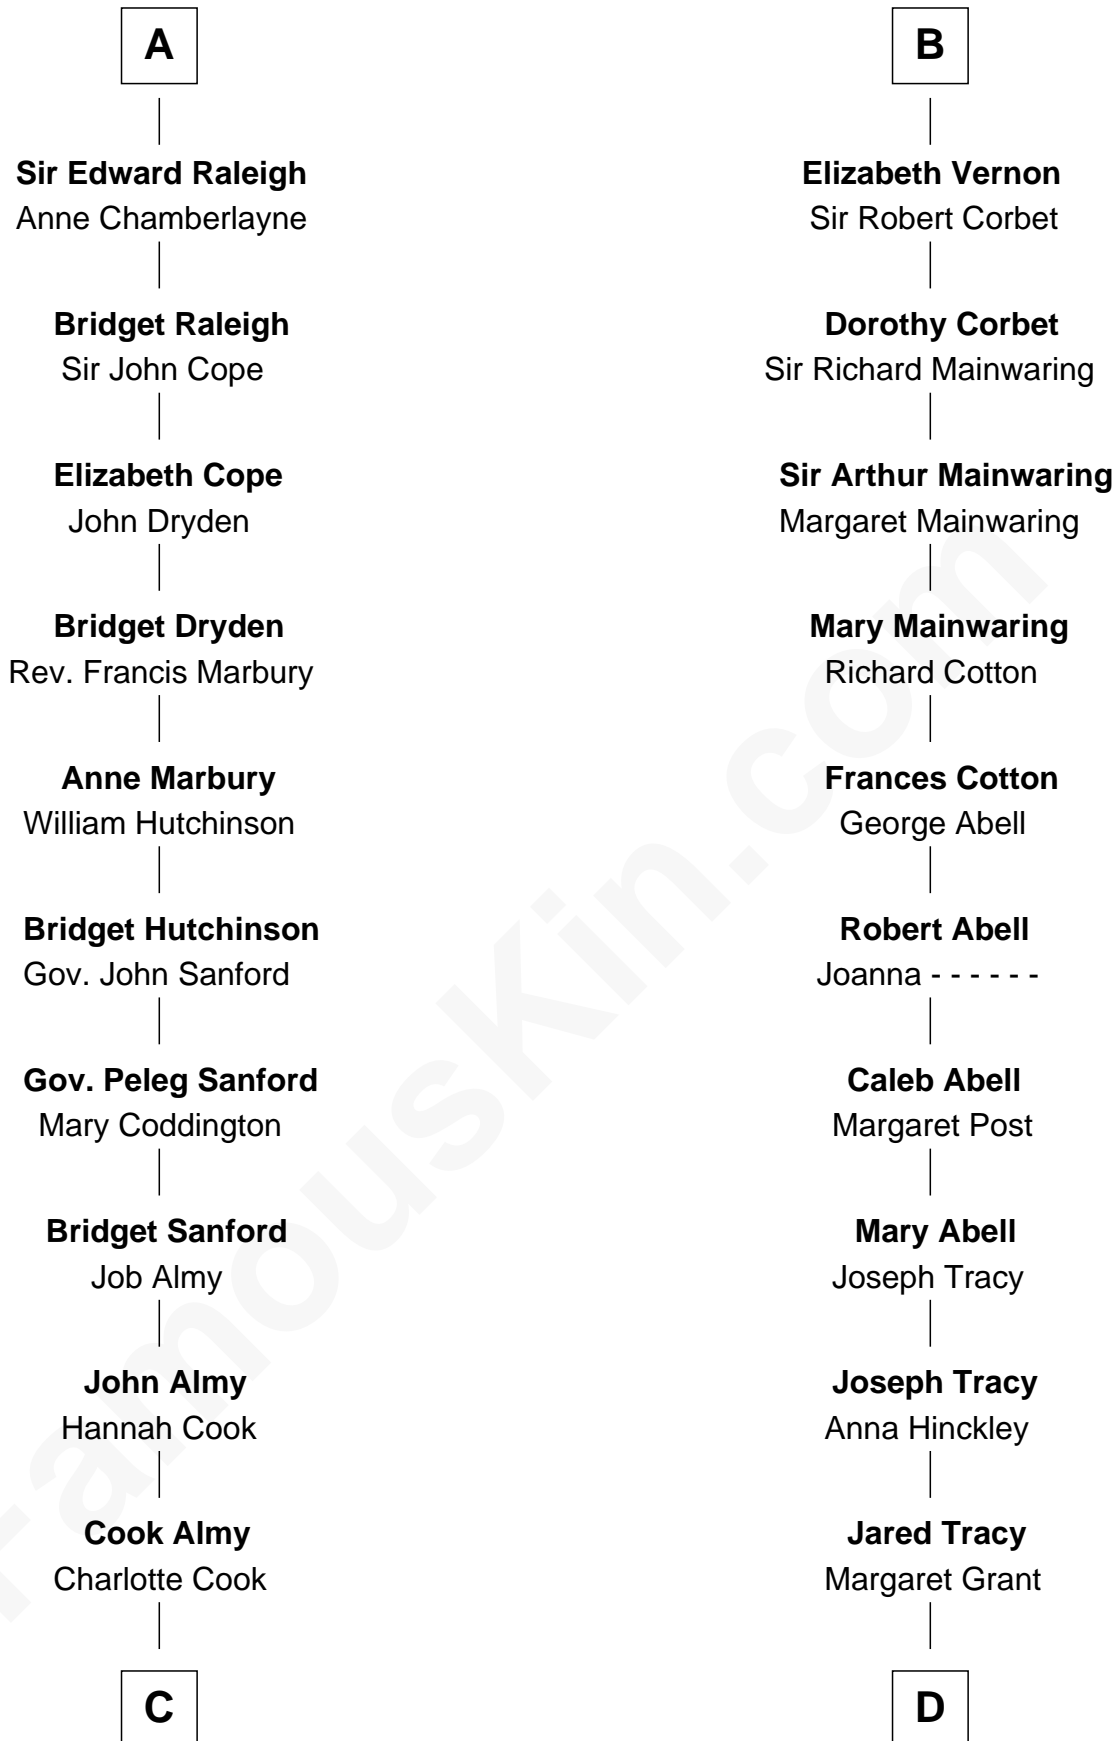 A
Sir Edward Raleigh
Anne Chamberlayne
Bridget Raleigh
Sir John Cope
Elizabeth Cope
John Dryden
Bridget Dryden
Rev. Francis Marbury
Anne Marbury
William Hutchinson
Bridget Hutchinson
Gov. John Sanford
Gov. Peleg Sanford
Mary Coddington
Bridget Sanford
Job Almy
John Almy
Hannah Cook
Cook Almy
Charlotte Cook
C
B
Elizabeth Vernon
Sir Robert Corbet
Dorothy Corbet
Sir Richard Mainwaring
Sir Arthur Mainwaring
Margaret Mainwaring
Mary Mainwaring
Richard Cotton
Frances Cotton
George Abell
Robert Abell
Joanna - - - - - -
Caleb Abell
Margaret Post
Mary Abell
Joseph Tracy
Joseph Tracy
Anna Hinckley
Jared Tracy
Margaret Grant
D
FamousKin.com